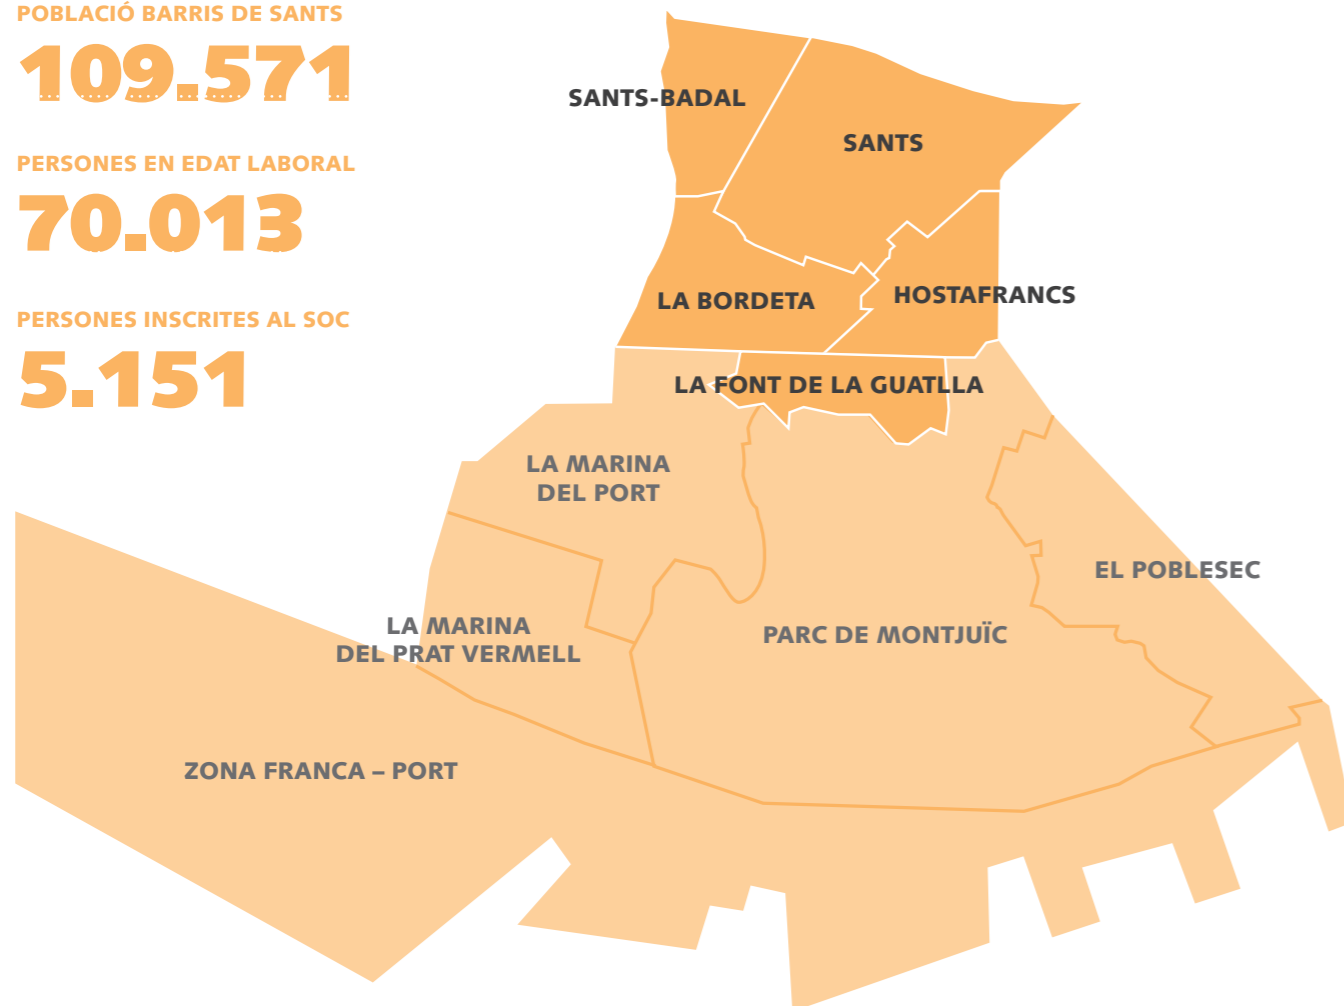 POBLACIÓ BARRIS DE SANTS
109.571
PERSONES EN EDAT LABORAL
70.013
PERSONES INSCRITES AL SOC
5.151
SANTS-BADAL
SANTS
LA BORDETA
HOSTAFRANCS
LA FONT DE LA GUATLLA
LA MARINA
DEL PORT
EL POBLESEC
LA MARINA
DEL PRAT VERMELL
PARC DE MONTJUÏC
ZONA FRANCA – PORT